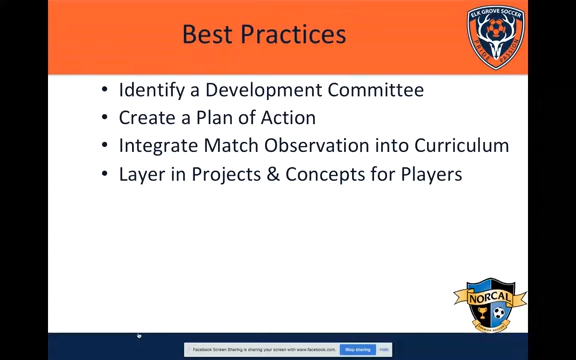 Best Practices
ELK GROVE SOCCER
PRIDE PASSION
• Identify a Development Committee
• Create a Plan of Action
• Integrate Match Observation into Curriculum
• Layer in Projects & Concepts for Players
NORCAL
Facebook Screen Sharing is sharing your screen with www.facebook.com.
Stop sharing
Hide